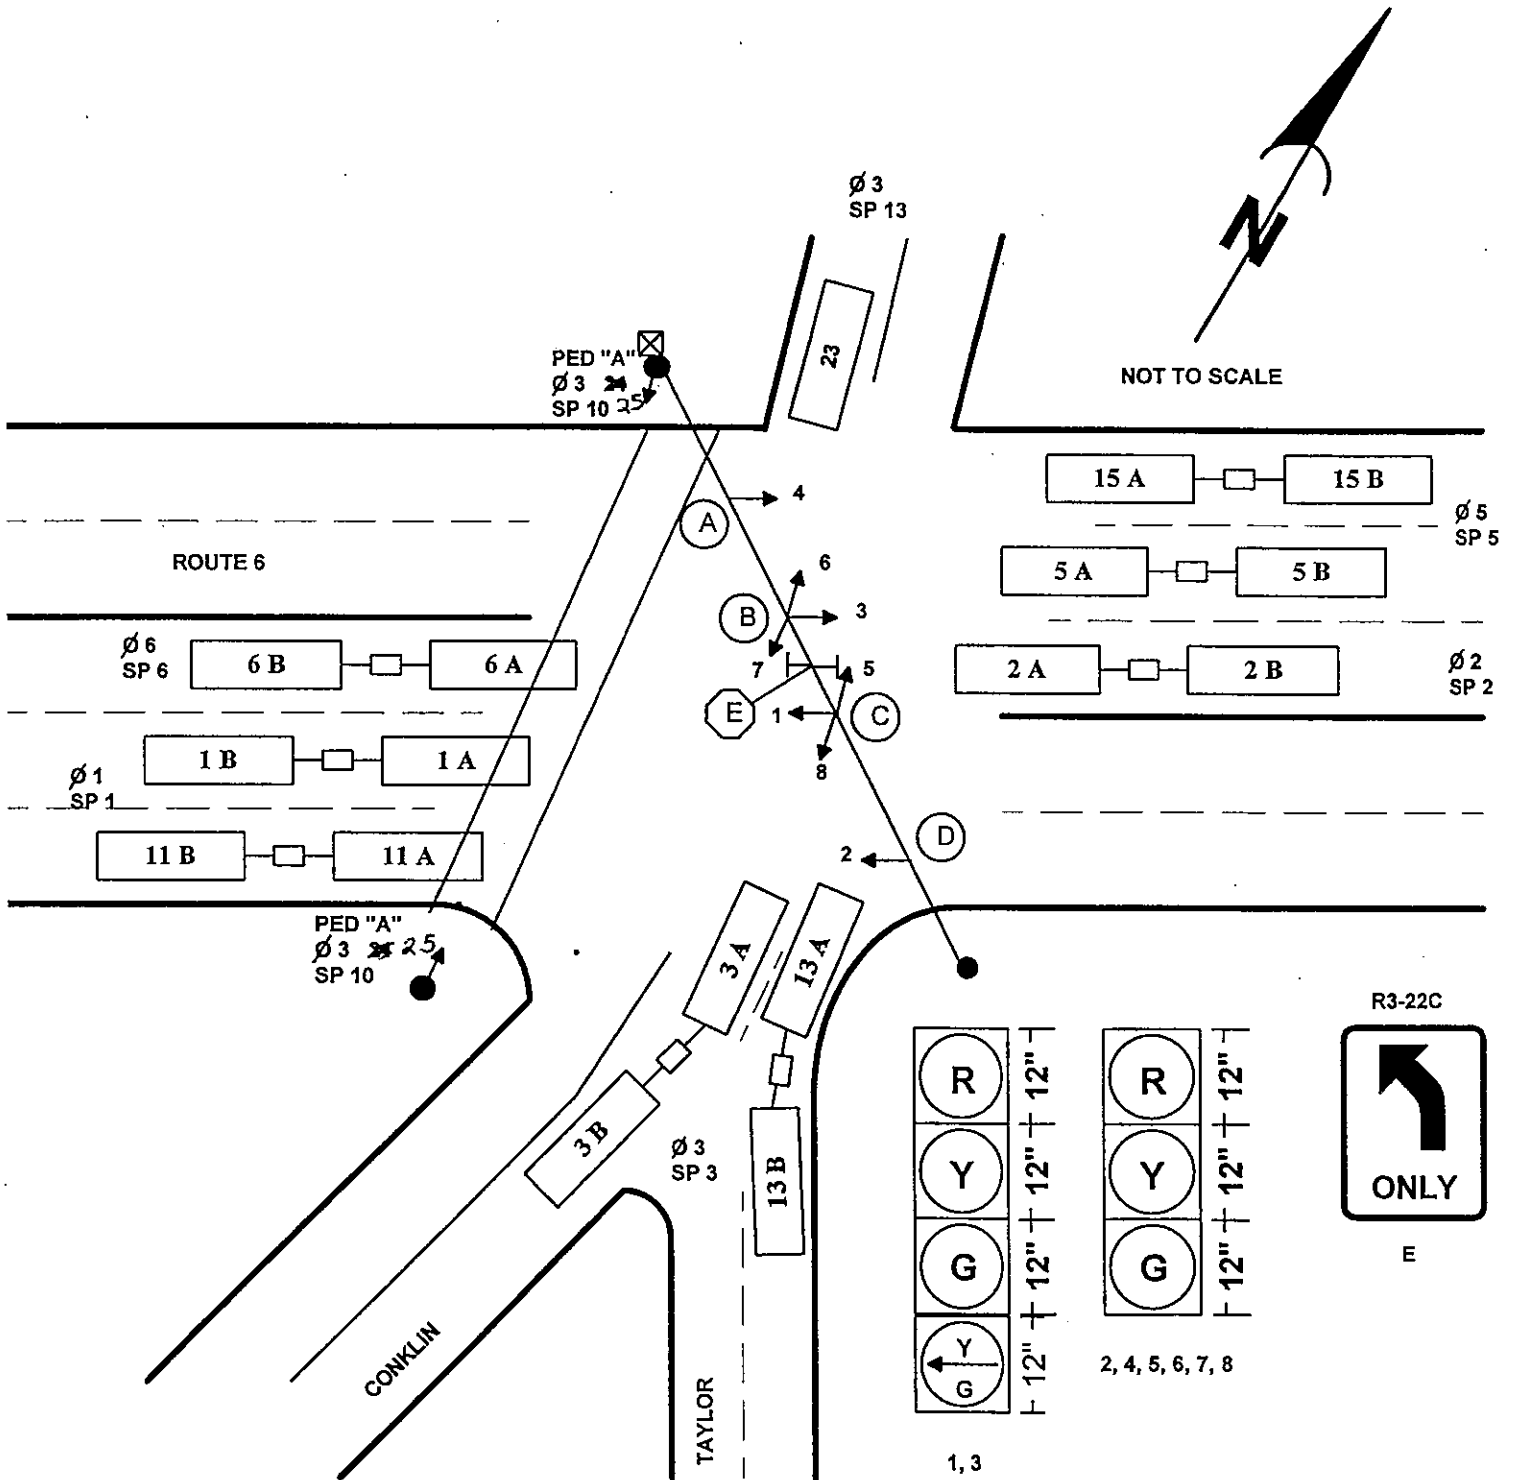 Ø 3
SP 13
N
NOT TO SCALE
23
PED "A"
Ø 3
SP 10 25
4
A
15 A
15 B
Ø 5
SP 5
ROUTE 6
5 A
5 B
6
B
3
7
5
E
1
C
8
Ø 6
SP 6
6 B
6 A
2 A
2 B
Ø 2
SP 2
1 B
1 A
Ø 1
SP 1
11 B
11 A
2
D
PED "A"
Ø 3 25
SP 10
3 A
13 A
3 B
Ø 3
SP 3
13 B
CONKLIN
TAYLOR
R 12"
Y 12"
G 12"
Y
G 12"
1, 3
R 12"
Y 12"
G 12"
2, 4, 5, 6, 7, 8
R3-22C
ONLY
E